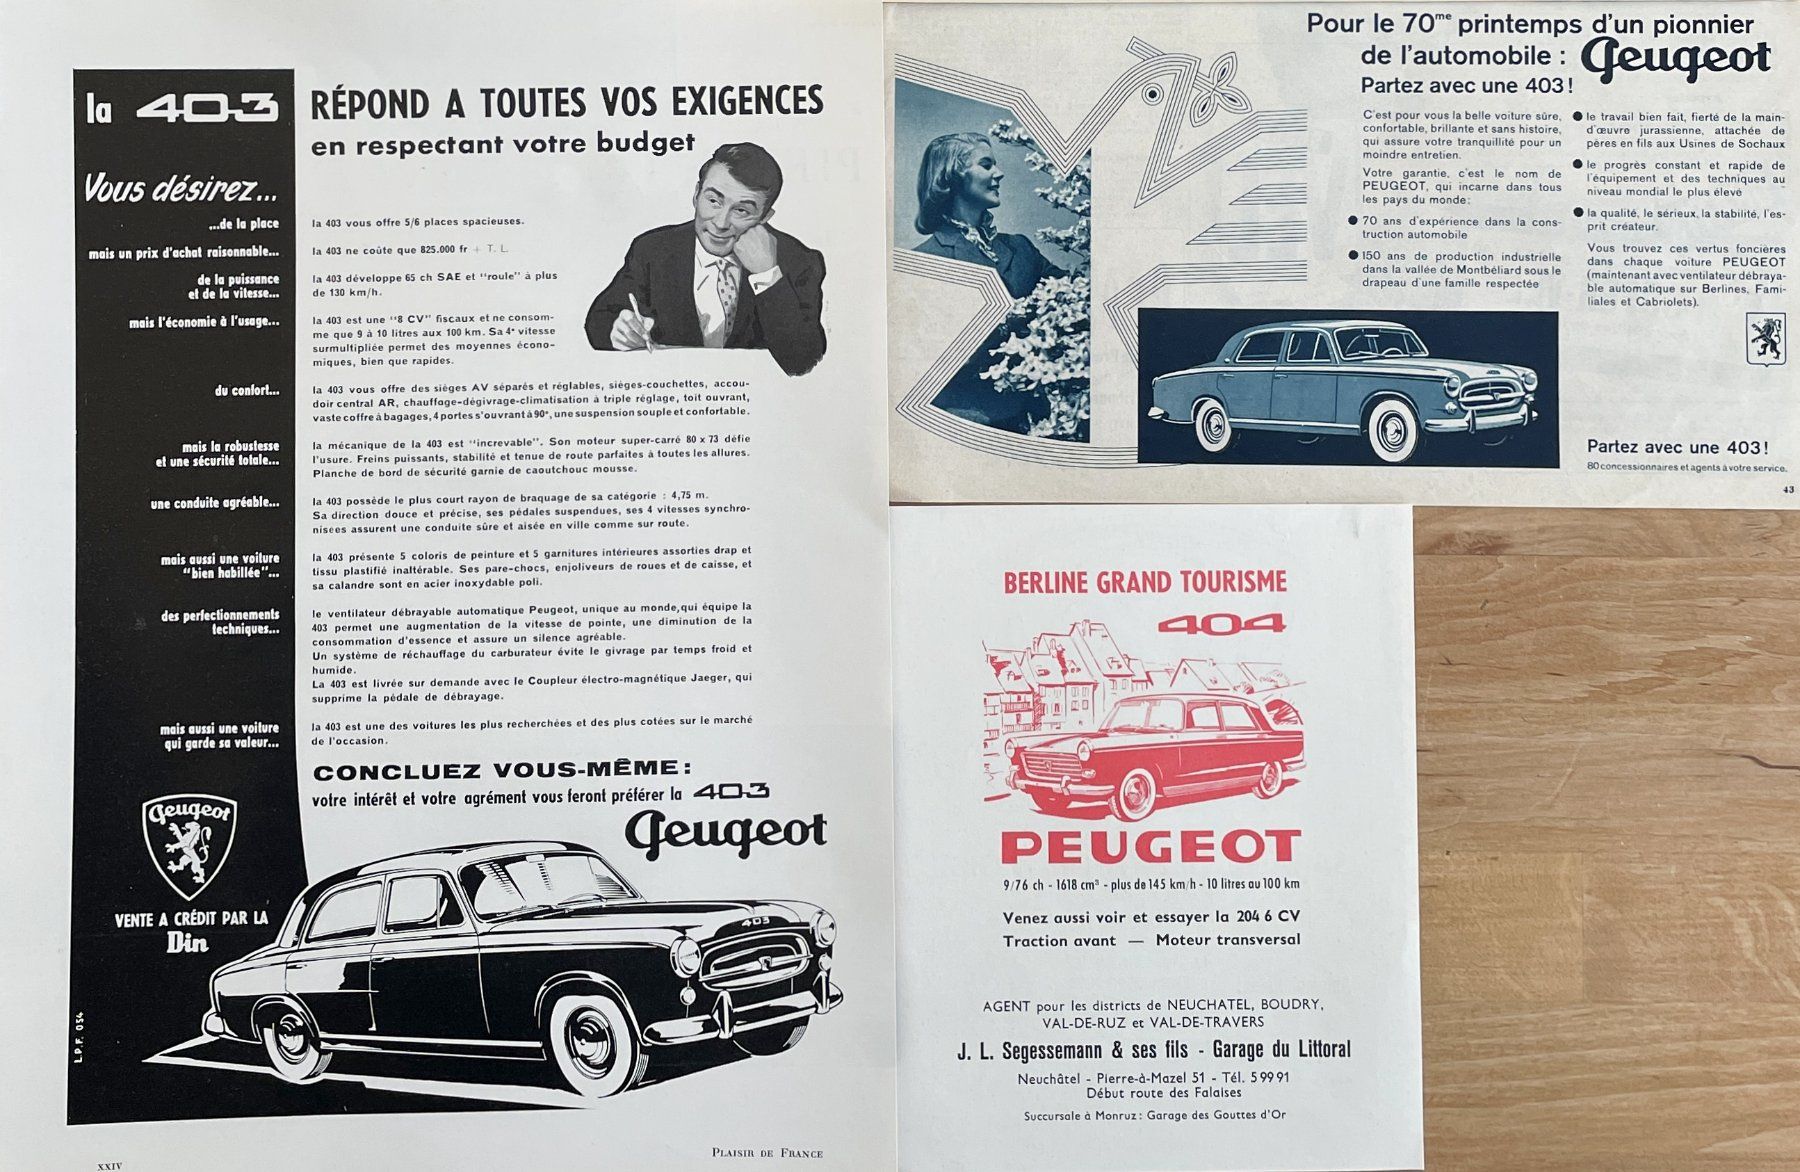 la 403
RÉPOND A TOUTES VOS EXIGENCES
en respectant votre budget
Vous désirez...
...de la place
la 403 vous offre 5/6 places spacieuses.
mais un prix d'achat raisonnable...
la 403 ne coûte que 825.000 fr + T. L.
de la puissance
et de la vitesse...
la 403 développe 65 ch SAE et "roule" à plus
de 130 km/h.
mais l'économie à l'usage...
la 403 est une "8 CV" fiscaux et ne consom-
me que 9 à 10 litres aux 100 km. Sa 4e vitesse
surmultipliée permet des moyennes écono-
miques, bien que rapides.
du confort...
la 403 vous offre des sièges AV séparés et réglables, sièges-couchettes, accou-
doir central AR, chauffage-dégivrage-climatisation à triple réglage, toit ouvrant,
vaste coffre à bagages, 4 portes s'ouvrant à 90°, une suspension souple et confortable.
mais la robustesse
et une sécurité totale...
la mécanique de la 403 est "increvable". Son moteur super-carré 80 x 73 défie
l'usure. Freins puissants, stabilité et tenue de route parfaites à toutes les allures.
Planche de bord de sécurité garnie de caoutchouc mousse.
une conduite agréable...
la 403 possède le plus court rayon de braquage de sa catégorie : 4,75 m.
Sa direction douce et précise, ses pédales suspendues, ses 4 vitesses synchro-
nisées assurent une conduite sûre et aisée en ville comme sur route.
mais aussi une voiture
"bien habillée"...
la 403 présente 5 coloris de peinture et 5 garnitures intérieures assorties drap et
tissu plastifié inaltérable. Ses pare-chocs, enjoliveurs de roues et de caisse, et
sa calandre sont en acier inoxydable poli.
des perfectionnements
techniques...
le ventilateur débrayable automatique Peugeot, unique au monde, qui équipe la
403 permet une augmentation de la vitesse de pointe, une diminution de la
consommation d'essence et assure un silence agréable.
Un système de réchauffage du carburateur évite le givrage par temps froid et
humide.
La 403 est livrée sur demande avec le Coupleur électro-magnétique Jaeger, qui
supprime la pédale de débrayage.
mais aussi une voiture
qui garde sa valeur...
la 403 est une des voitures les plus recherchées et des plus cotées sur le marché
de l'occasion.
CONCLUEZ VOUS-MÊME :
votre intérêt et votre agrément vous feront préférer la 403
Peugeot
Peugeot
VENTE A CRÉDIT PAR LA
Din
403
L.P.F. 054
XXIV
PLAISIR DE FRANCE
Pour le 70me printemps d'un pionnier
de l'automobile : Peugeot
Partez avec une 403!
C'est pour vous la belle voiture sûre,
confortable, brillante et sans histoire,
qui assure votre tranquillité pour un
moindre entretien.
Votre garantie, c'est le nom de
PEUGEOT, qui incarne dans tous
les pays du monde:
● 70 ans d'expérience dans la cons-
truction automobile
● 150 ans de production industrielle
dans la vallée de Montbéliard sous le
drapeau d'une famille respectée
● le travail bien fait, fierté de la main-
d'œuvre jurassienne, attachée de
pères en fils aux Usines de Sochaux
● le progrès constant et rapide de
l'équipement et des techniques au
niveau mondial le plus élevé
● la qualité, le sérieux, la stabilité, l'es-
prit créateur.
Vous trouvez ces vertus foncières
dans chaque voiture PEUGEOT
(maintenant avec ventilateur débraya-
ble automatique sur Berlines, Fami-
liales et Cabriolets).
Partez avec une 403!
80 concessionnaires et agents à votre service.
43
BERLINE GRAND TOURISME
404
PEUGEOT
9/76 ch - 1618 cm³ - plus de 145 km/h - 10 litres au 100 km
Venez aussi voir et essayer la 204 6 CV
Traction avant — Moteur transversal
AGENT pour les districts de NEUCHATEL, BOUDRY,
VAL-DE-RUZ et VAL-DE-TRAVERS
J. L. Segessemann & ses fils - Garage du Littoral
Neuchâtel - Pierre-à-Mazel 51 - Tél. 5 99 91
Début route des Falaises
Succursale à Monruz : Garage des Gouttes d'Or